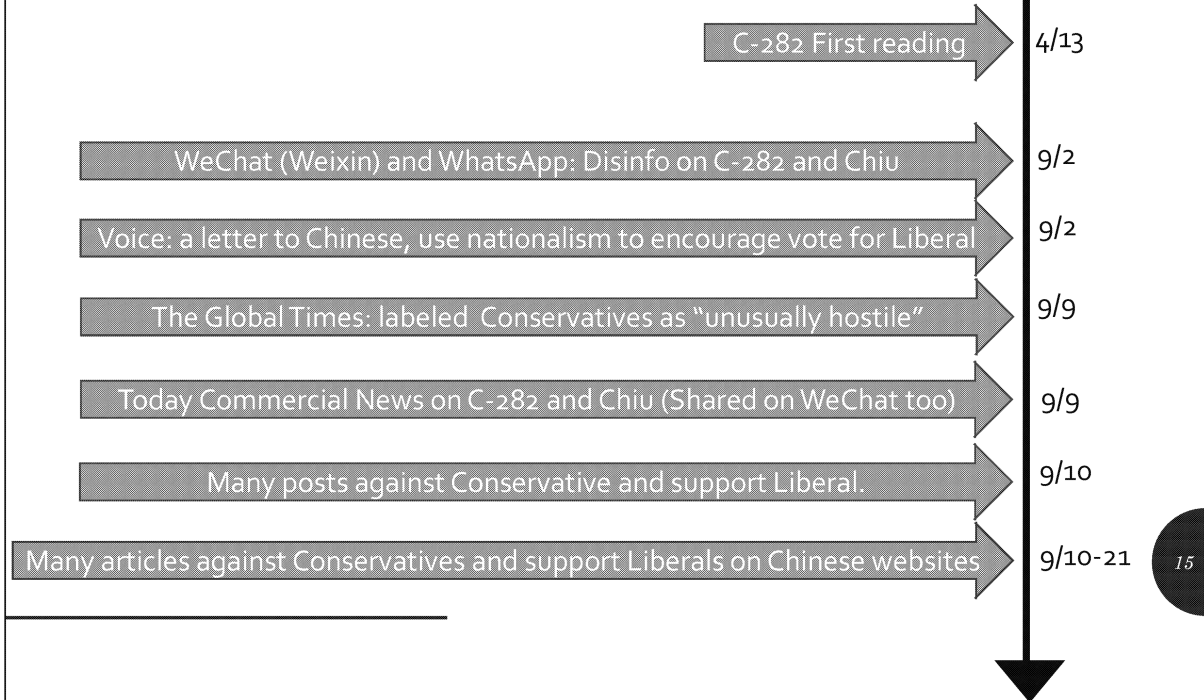 C-282 First reading 4/13
WeChat (Weixin) and WhatsApp: Disinfo on C-282 and Chiu 9/2
Voice: a letter to Chinese, use nationalism to encourage vote for Liberal 9/2
The Global Times: labeled Conservatives as “unusually hostile” 9/9
Today Commercial News on C-282 and Chiu (Shared on WeChat too) 9/9
Many posts against Conservative and support Liberal. 9/10
Many articles against Conservatives and support Liberals on Chinese websites 9/10-21
15